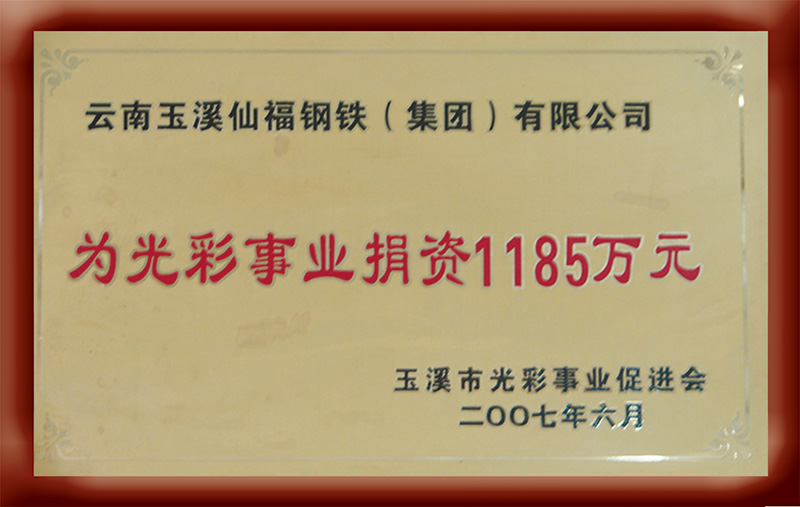 云南玉溪仙福钢铁（集团）有限公司
为光彩事业捐资1185万元
玉溪市光彩事业促进会
二〇〇七年六月